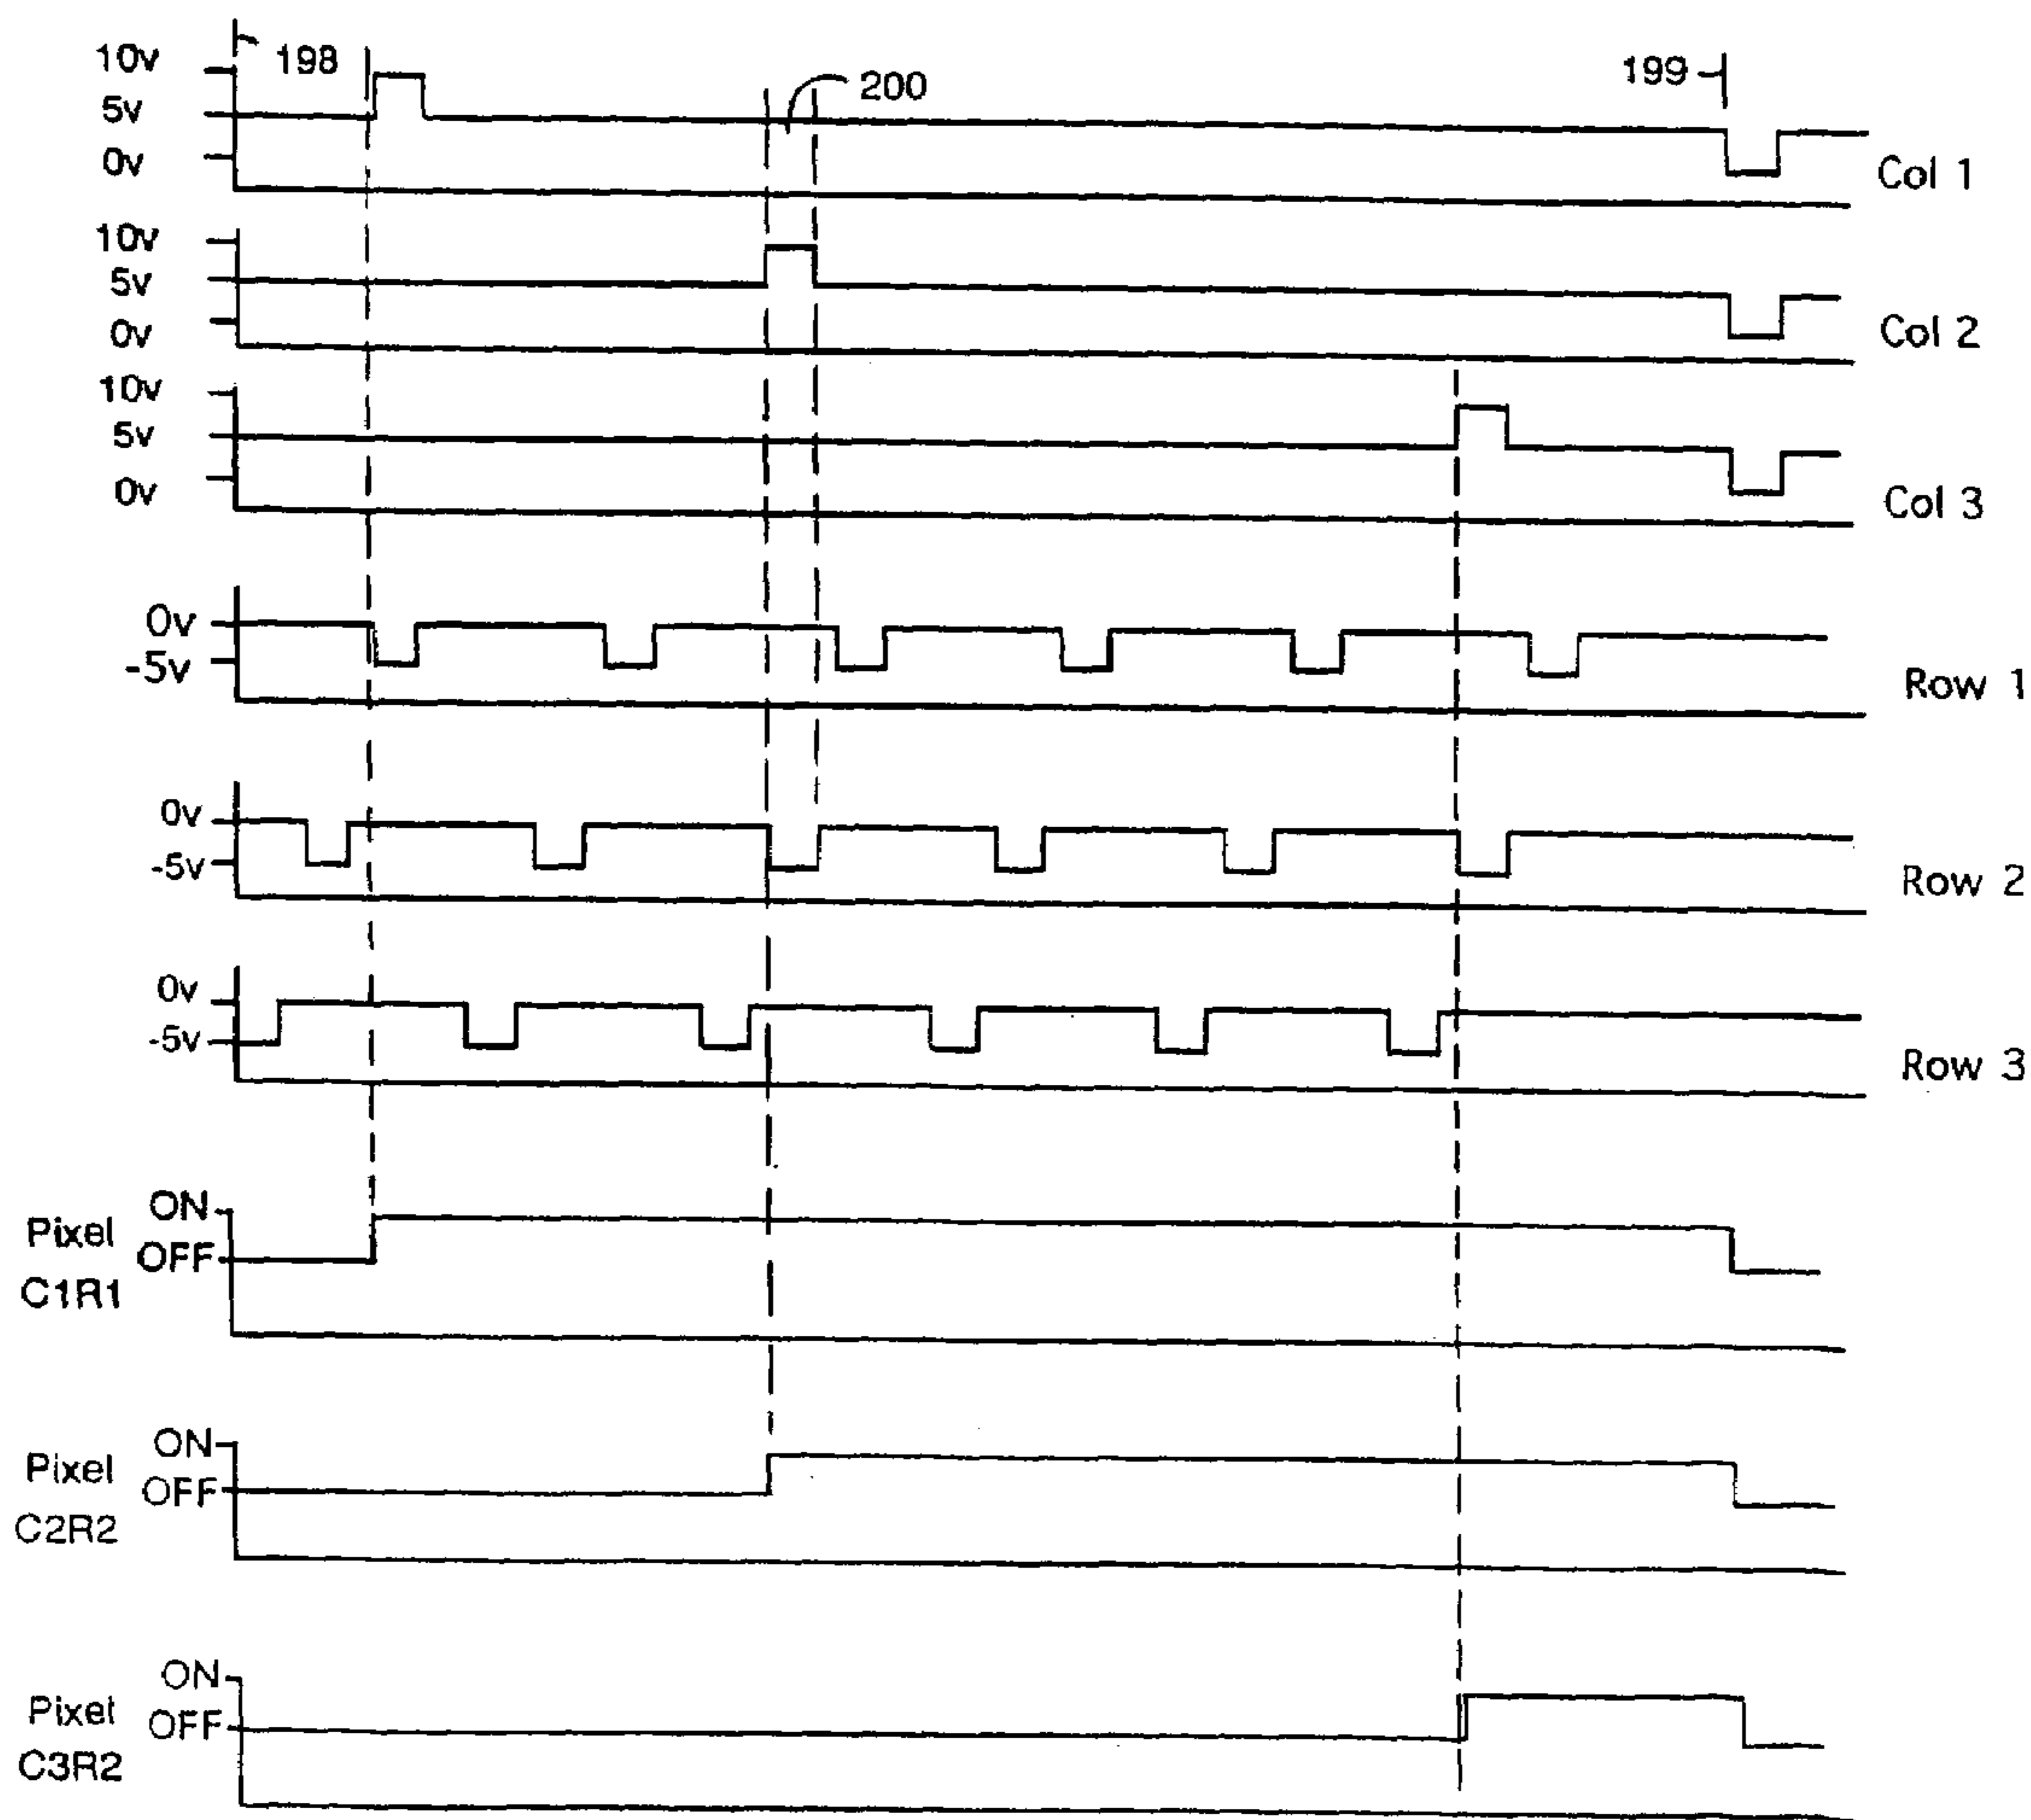 10v
198
199
200
5v
0v
Col 1
10v
5v
0v
Col 2
10v
5v
0v
Col 3
0v
-5v
Row 1
0v
-5v
Row 2
0v
-5v
Row 3
ON
Pixel
OFF
C1R1
ON
Pixel
OFF
C2R2
ON
Pixel
OFF
C3R2